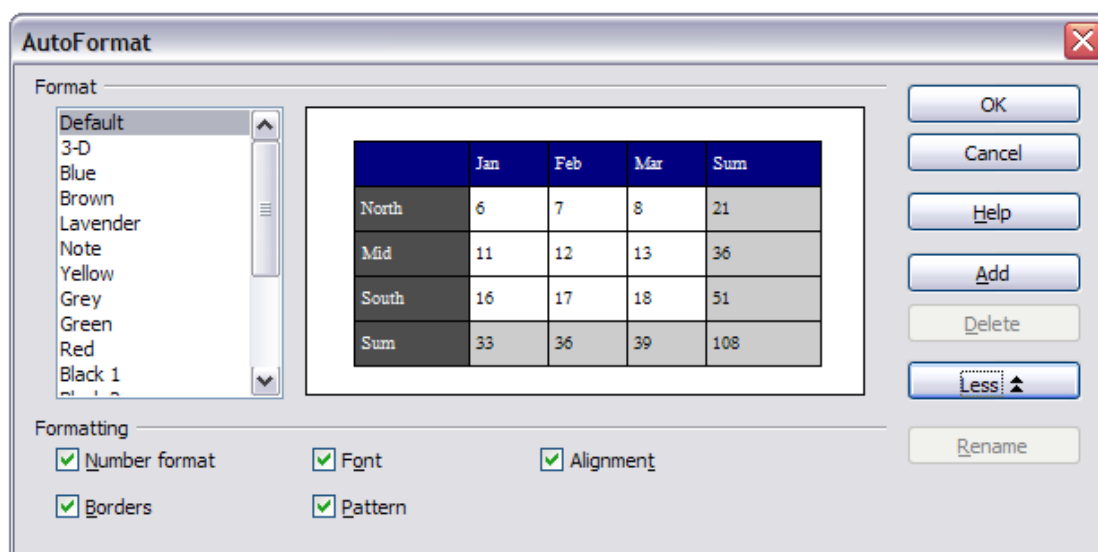 AutoFormat
Format
Default
3-D
Blue
Brown
Lavender
Note
Yellow
Grey
Green
Red
Black 1
Jan Feb Mar Sum
North 6 7 8 21
Mid 11 12 13 36
South 16 17 18 51
Sum 33 36 39 108
OK
Cancel
Help
Add
Delete
Less
Rename
Formatting
Number format Font Alignment
Borders Pattern